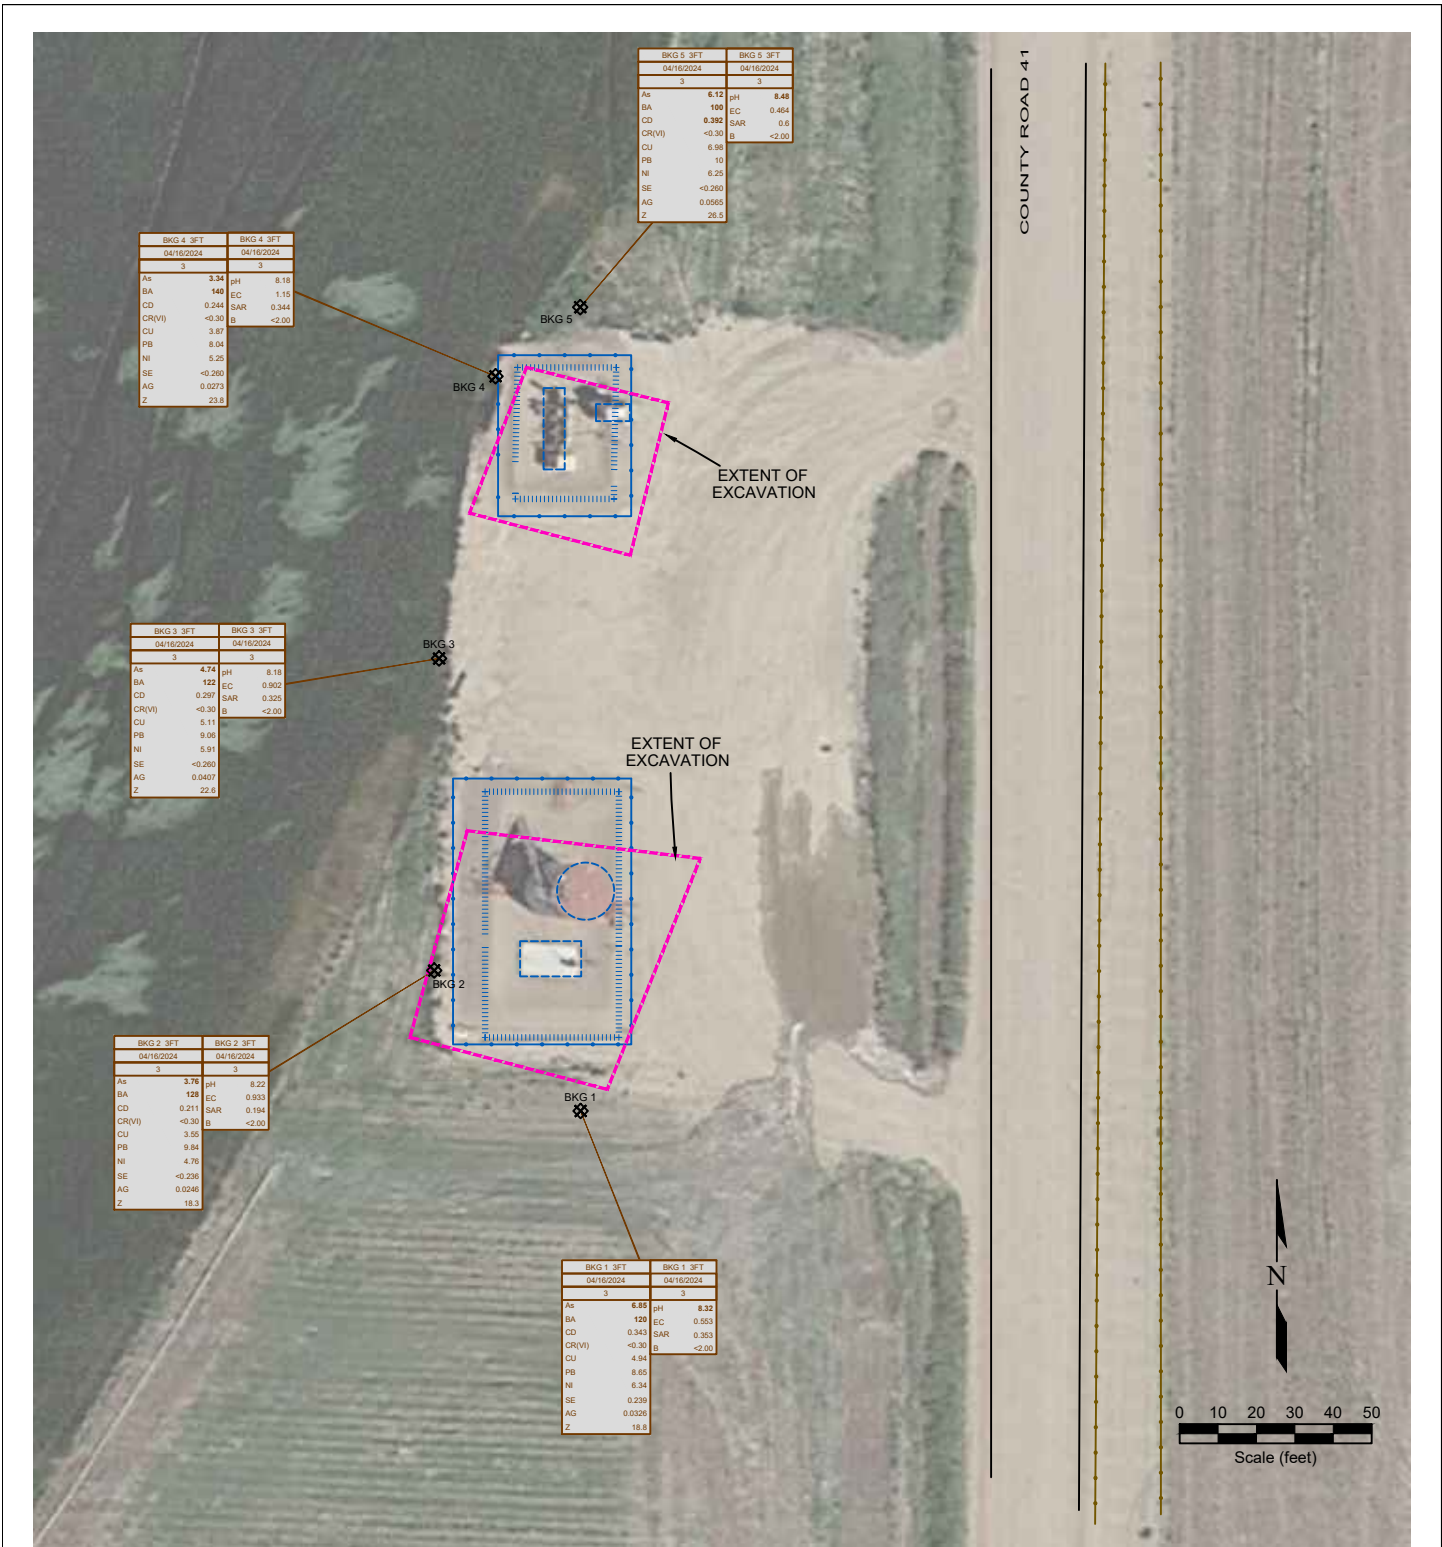 BKG 5 3FT BKG 5 3FT
04/16/2024 04/16/2024
3 3
As 6.12 pH 8.48
BA 100 EC 0.464
CD 0.392 SAR 0.6
CR(VI) <0.30 B <2.00
CU 6.98
PB 10
NI 6.25
SE <0.260
AG 0.0565
Z 26.5
COUNTY ROAD 41
BKG 4 3FT BKG 4 3FT
04/16/2024 04/16/2024
3 3
As 3.34 pH 8.18
BA 140 EC 1.15
CD 0.244 SAR 0.344
CR(VI) <0.30 B <2.00
CU 3.87
PB 8.04
NI 5.25
SE <0.260
AG 0.0273
Z 23.8
BKG 5
BKG 4
EXTENT OF
EXCAVATION
BKG 3 3FT BKG 3 3FT
04/16/2024 04/16/2024
3 3
As 4.74 pH 8.18
BA 122 EC 0.902
CD 0.297 SAR 0.325
CR(VI) <0.30 B <2.00
CU 5.11
PB 9.06
NI 5.91
SE <0.260
AG 0.0407
Z 22.6
BKG 3
EXTENT OF
EXCAVATION
BKG 2
BKG 2 3FT BKG 2 3FT
04/16/2024 04/16/2024
3 3
As 3.76 pH 8.22
BA 128 EC 0.933
CD 0.211 SAR 0.194
CR(VI) <0.30 B <2.00
CU 3.55
PB 9.84
NI 4.76
SE <0.236
AG 0.0246
Z 18.3
BKG 1
BKG 1 3FT BKG 1 3FT
04/16/2024 04/16/2024
3 3
As 6.85 pH 8.32
BA 120 EC 0.553
CD 0.343 SAR 0.353
CR(VI) <0.30 B <2.00
CU 4.94
PB 8.65
NI 6.34
SE 0.239
AG 0.0326
Z 18.8
N
0 10 20 30 40 50
Scale (feet)